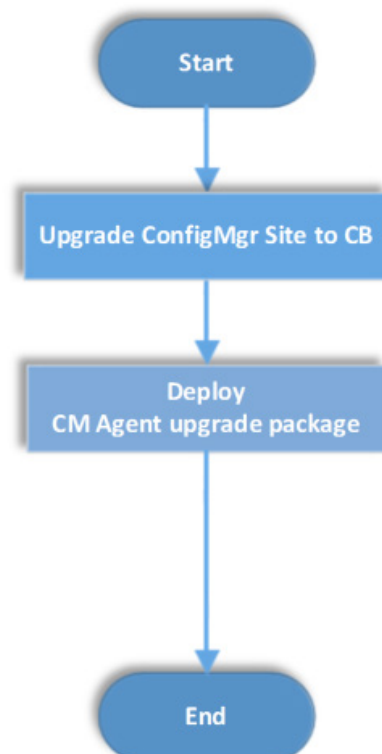 Start
Upgrade ConfigMgr Site to CB
Deploy
CM Agent upgrade package
End